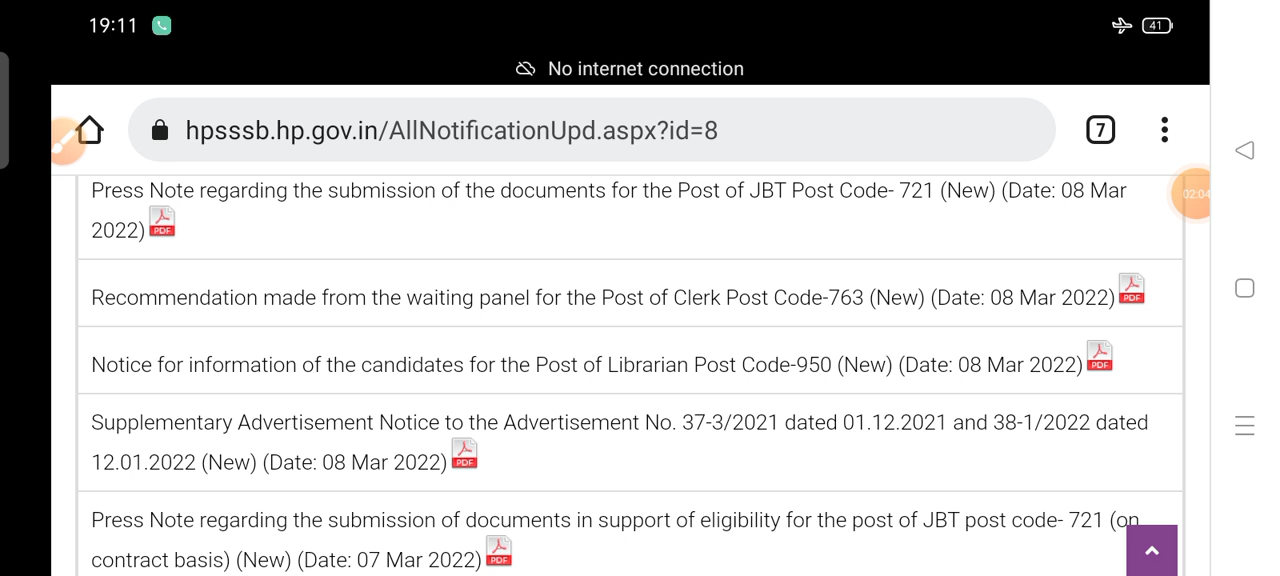 19:11
41
No internet connection
hpsssb.hp.gov.in/AllNotificationUpd.aspx?id=8
7
02:04
Press Note regarding the submission of the documents for the Post of JBT Post Code- 721 (New) (Date: 08 Mar
2022) PDF
Recommendation made from the waiting panel for the Post of Clerk Post Code-763 (New) (Date: 08 Mar 2022) PDF
Notice for information of the candidates for the Post of Librarian Post Code-950 (New) (Date: 08 Mar 2022) PDF
Supplementary Advertisement Notice to the Advertisement No. 37-3/2021 dated 01.12.2021 and 38-1/2022 dated
12.01.2022 (New) (Date: 08 Mar 2022) PDF
Press Note regarding the submission of documents in support of eligibility for the post of JBT post code- 721 (on
contract basis) (New) (Date: 07 Mar 2022) PDF